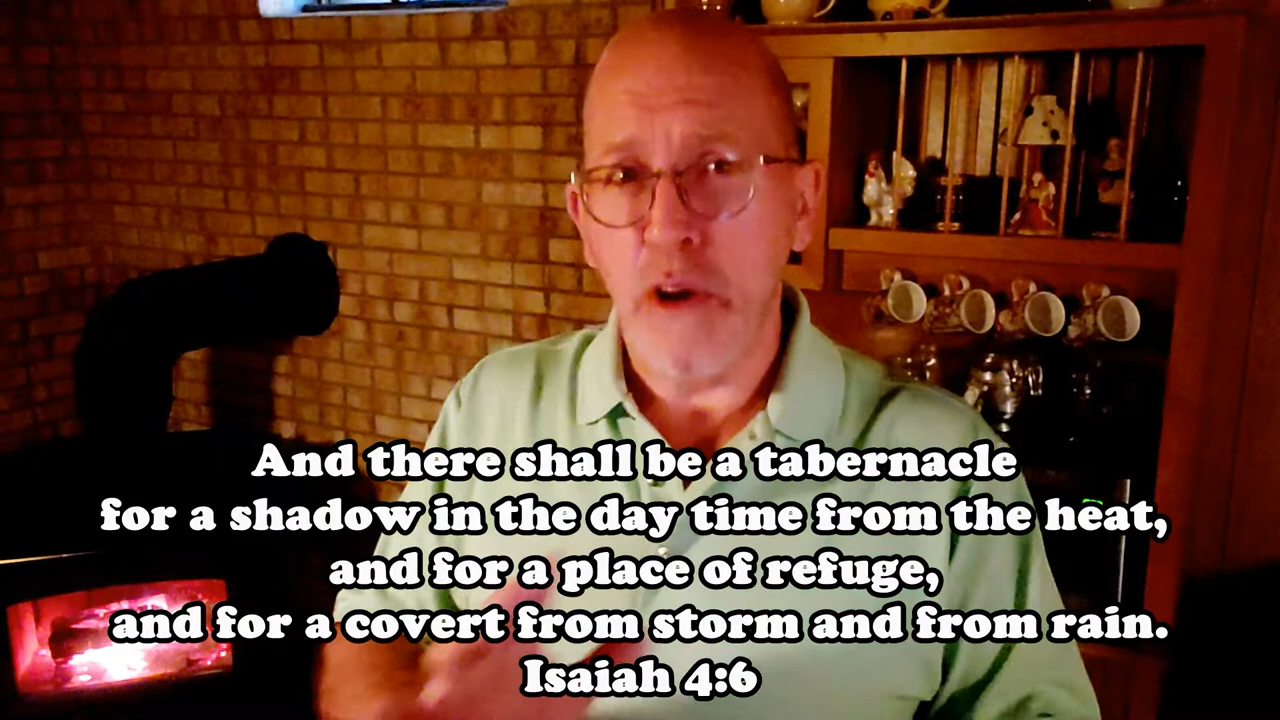 And there shall be a tabernacle
for a shadow in the day time from the heat,
and for a place of refuge,
and for a covert from storm and from rain.
Isaiah 4:6